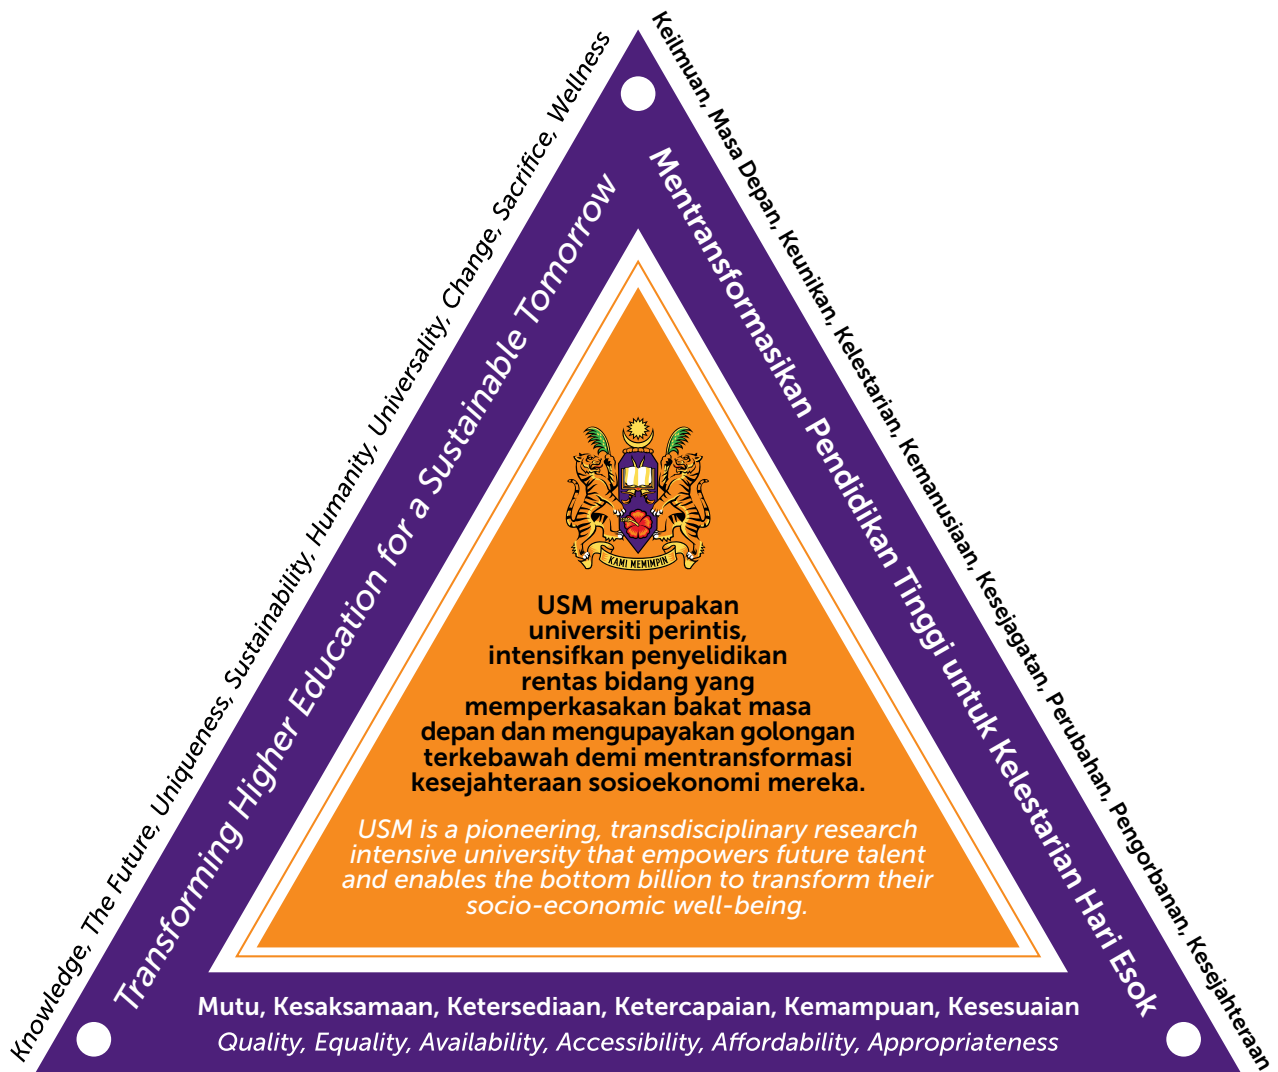 Knowledge, The Future, Uniqueness, Sustainability, Humanity, Universality, Change, Sacrifice, Wellness
Keilmuan, Masa Depan, Keunikan, Kelestarian, Kemanusiaan, Kesejagatan, Perubahan, Pengorbanan, Kesejahteraan
Transforming Higher Education for a Sustainable Tomorrow
Mentransformasikan Pendidikan Tinggi untuk Kelestarian Hari Esok
KAMI MEMIMPIN
USM merupakan
universiti perintis,
intensifkan penyelidikan
rentas bidang yang
memperkasakan bakat masa
depan dan mengupayakan golongan
terkebawah demi mentransformasi
kesejahteraan sosioekonomi mereka.
USM is a pioneering, transdisciplinary research
intensive university that empowers future talent
and enables the bottom billion to transform their
socio-economic well-being.
Mutu, Kesaksamaan, Ketersediaan, Ketercapaian, Kemampuan, Kesesuaian
Quality, Equality, Availability, Accessibility, Affordability, Appropriateness